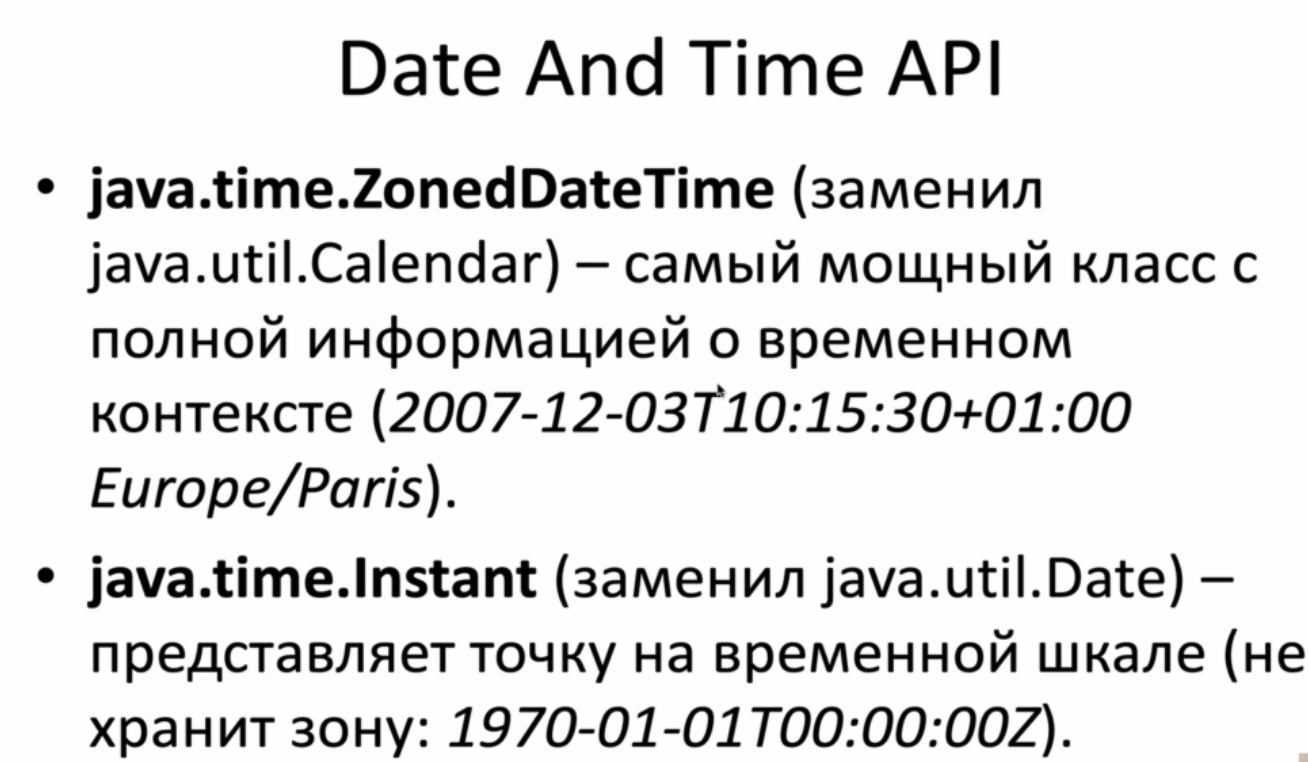 Date And Time API
• java.time.ZonedDateTime (заменил
java.util.Calendar) – самый мощный класс с
полной информацией о временном
контексте (2007-12-03T10:15:30+01:00
Europe/Paris).
• java.time.Instant (заменил java.util.Date) –
представляет точку на временной шкале (не
хранит зону: 1970-01-01T00:00:00Z).